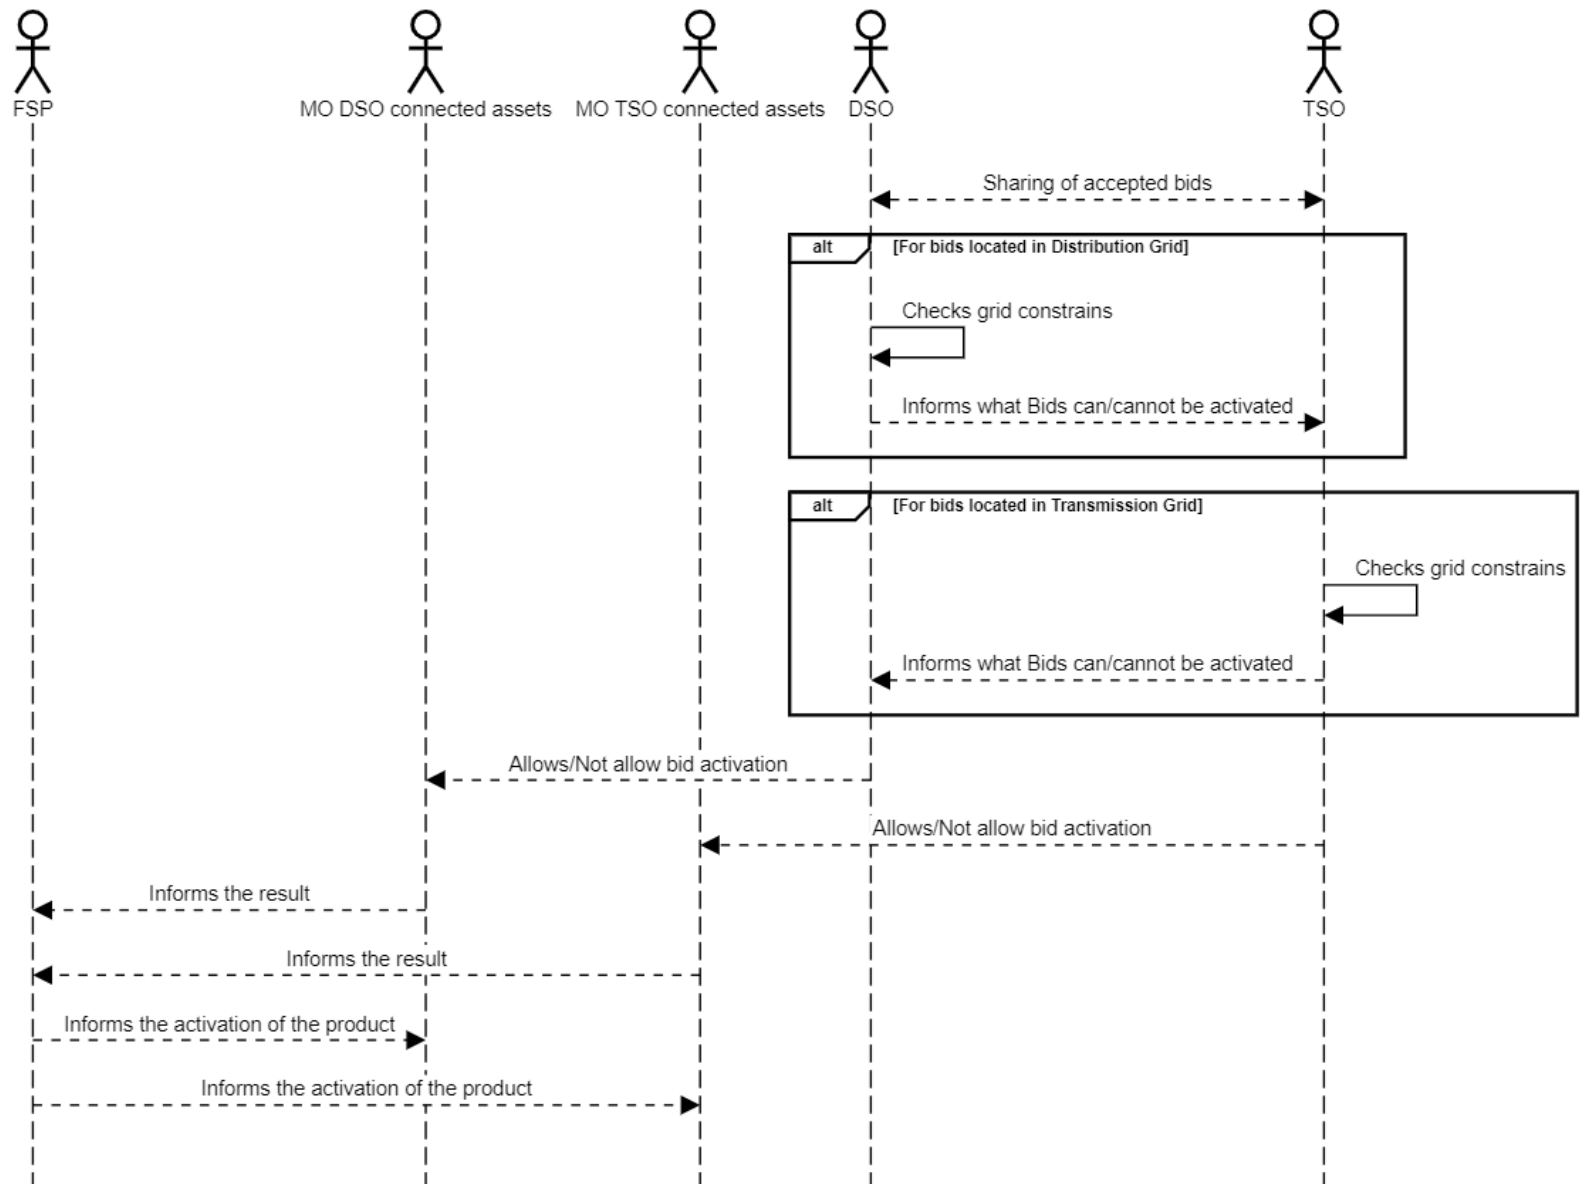 FSP
MO DSO connected assets
MO TSO connected assets
DSO
TSO
Sharing of accepted bids
alt
[For bids located in Distribution Grid]
Checks grid constrains
Informs what Bids can/cannot be activated
alt
[For bids located in Transmission Grid]
Checks grid constrains
Informs what Bids can/cannot be activated
Allows/Not allow bid activation
Allows/Not allow bid activation
Informs the result
Informs the result
Informs the activation of the product
Informs the activation of the product